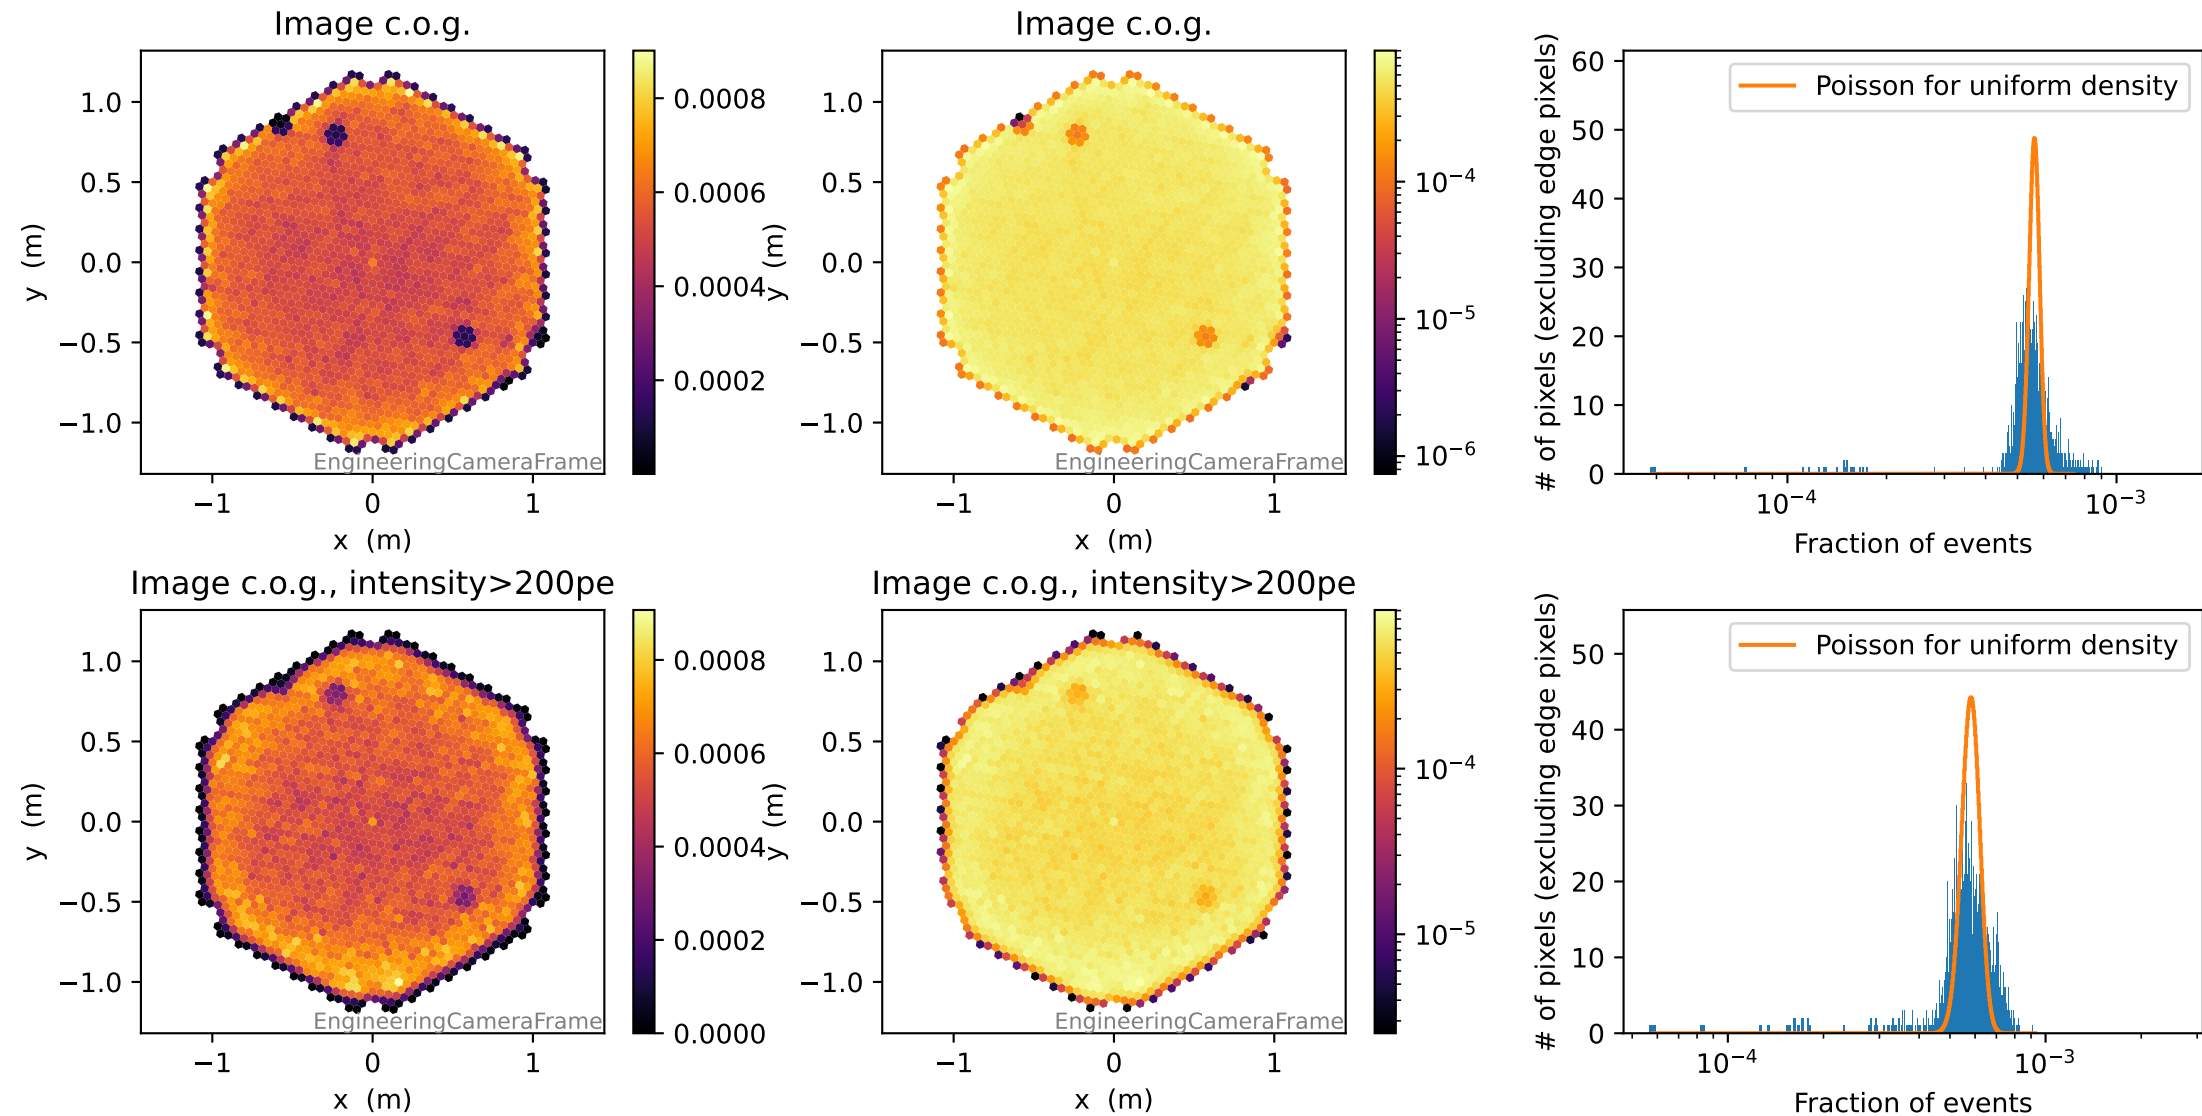 Image c.o.g.
1.0
0.5
0.0
−0.5
−1.0
y (m)
−1
0
1
x (m)
EngineeringCameraFrame
0.0008
0.0006
0.0004
0.0002
Image c.o.g.
1.0
0.5
0.0
−0.5
−1.0
y (m)
−1
0
1
x (m)
EngineeringCameraFrame
10⁻⁴
10⁻⁵
10⁻⁶
# of pixels (excluding edge pixels)
60
50
40
30
20
10
0
Poisson for uniform density
10⁻⁴
10⁻³
Fraction of events
Image c.o.g., intensity>200pe
1.0
0.5
0.0
−0.5
−1.0
y (m)
−1
0
1
x (m)
EngineeringCameraFrame
0.0008
0.0006
0.0004
0.0002
0.0000
Image c.o.g., intensity>200pe
1.0
0.5
0.0
−0.5
−1.0
y (m)
−1
0
1
x (m)
EngineeringCameraFrame
10⁻⁴
10⁻⁵
# of pixels (excluding edge pixels)
50
40
30
20
10
0
Poisson for uniform density
10⁻⁴
10⁻³
Fraction of events